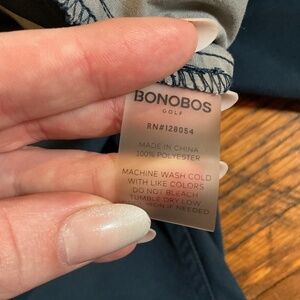 BONOBOS
GOLF
RN#128054
MADE IN CHINA
100% POLYESTER
MACHINE WASH COLD
WITH LIKE COLORS
DO NOT BLEACH
TUMBLE DRY LOW
IF NEEDED